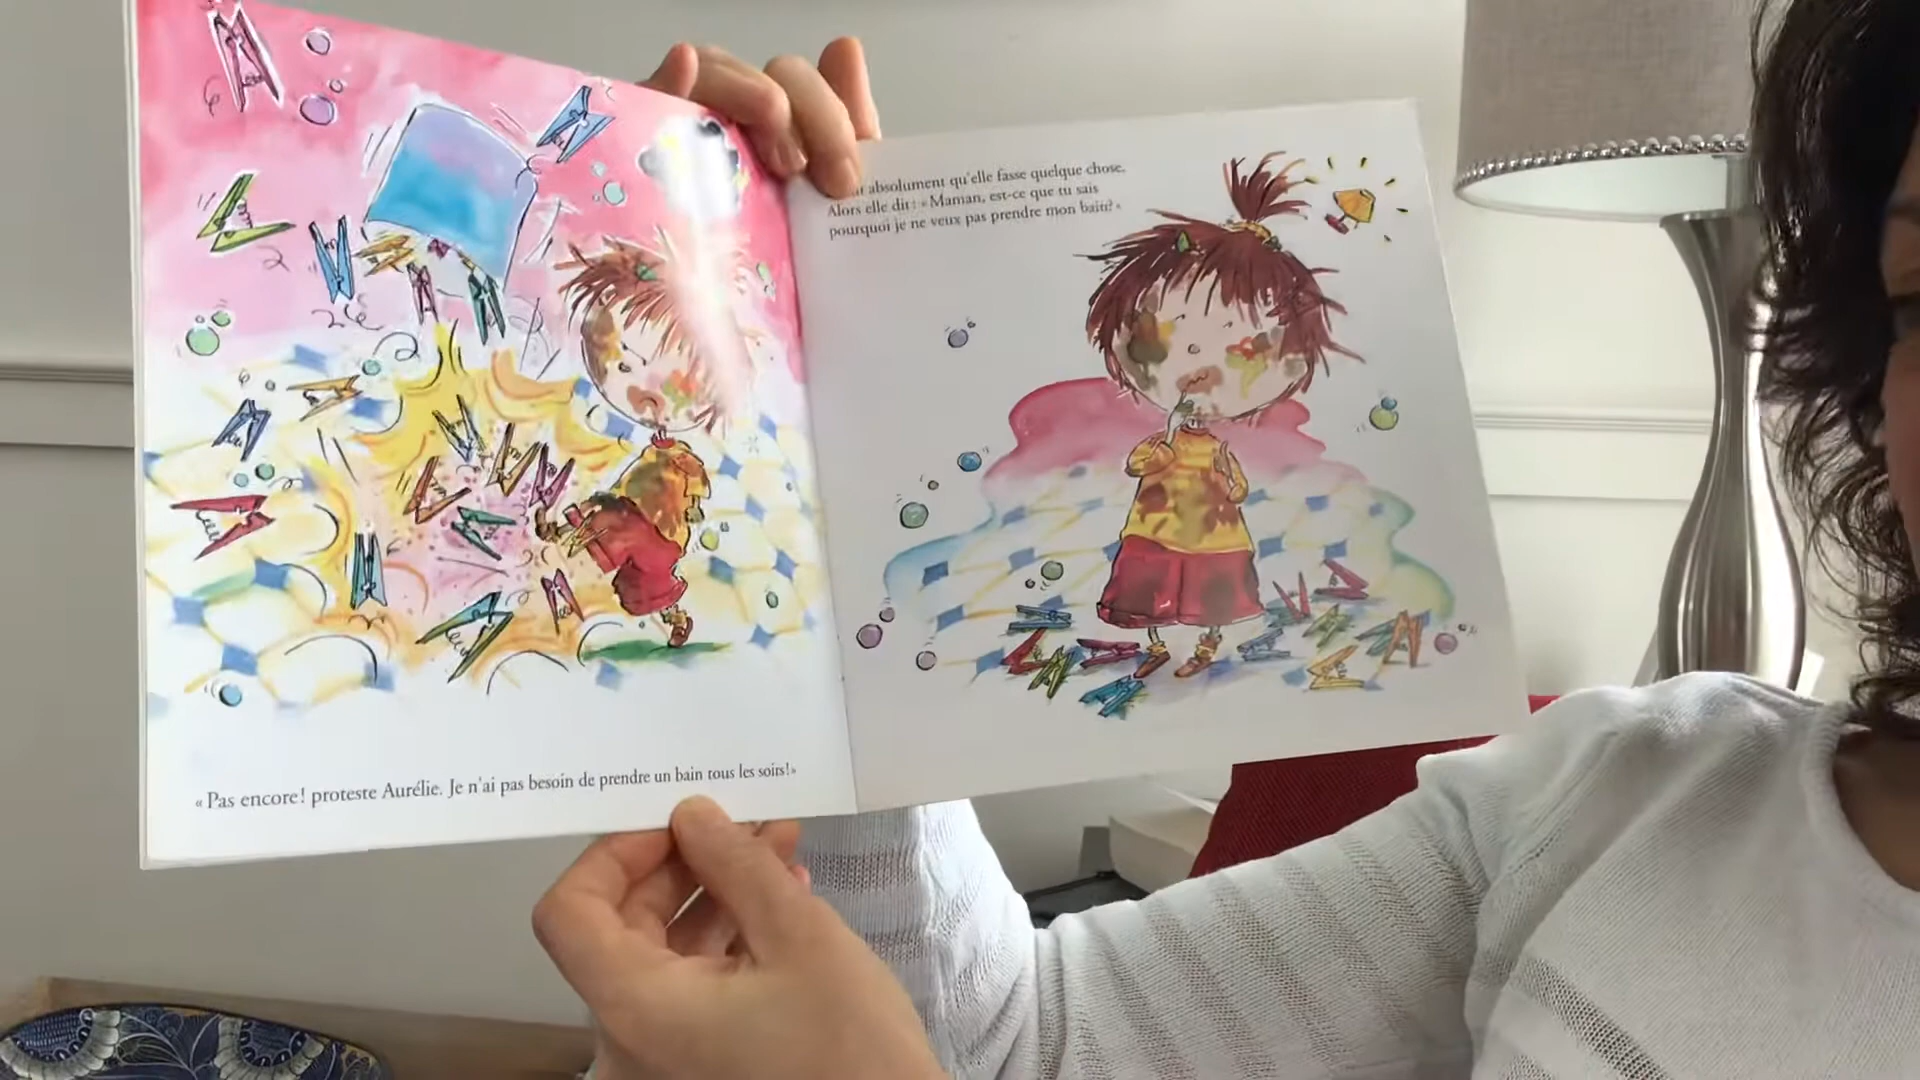 « Pas encore! proteste Aurélie. Je n'ai pas besoin de prendre un bain tous les soirs!»
absolument qu'elle fasse quelque chose.
Alors elle dit: «Maman, est-ce que tu sais
pourquoi je ne veux pas prendre mon bain?»